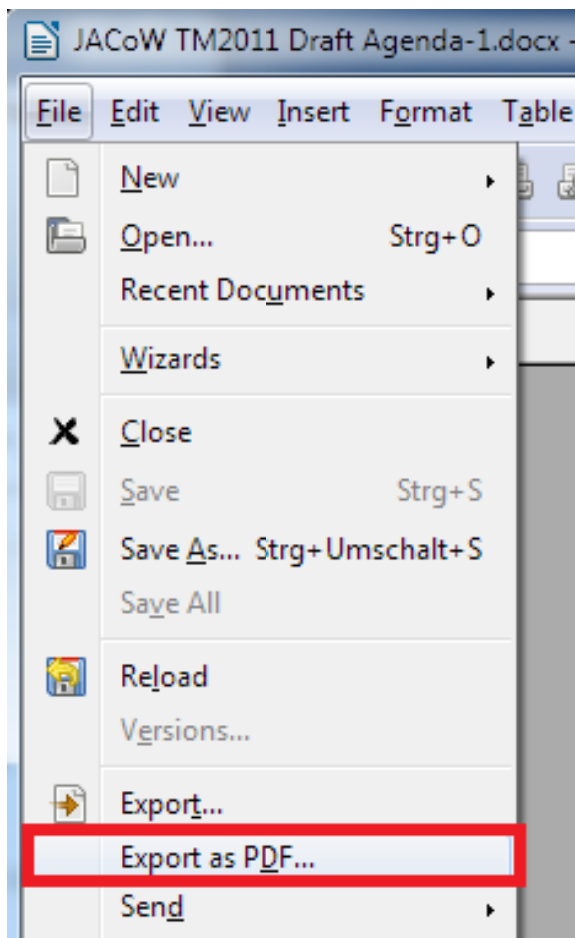 JACoW TM2011 Draft Agenda-1.docx -
File Edit View Insert Format Table
New
Open... Strg+O
Recent Documents
Wizards
Close
Save Strg+S
Save As... Strg+Umschalt+S
Save All
Reload
Versions...
Export...
Export as PDF...
Send